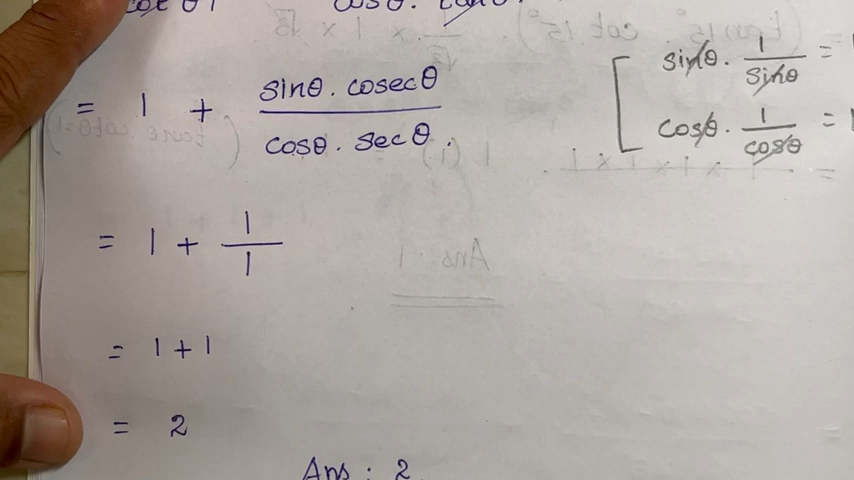 = 1 + sinθ . cosecθ / cosθ . secθ .
[ sinθ . 1/sinθ = 1
cosθ . 1/cosθ = 1
= 1 + 1/1
= 1 + 1
= 2
Ans : 2